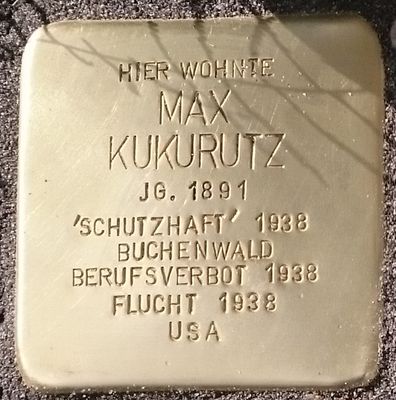 HIER WOHNTE
MAX
KUKURUTZ
JG. 1891
'SCHUTZHAFT' 1938
BUCHENWALD
BERUFSVERBOT 1938
FLUCHT 1938
USA